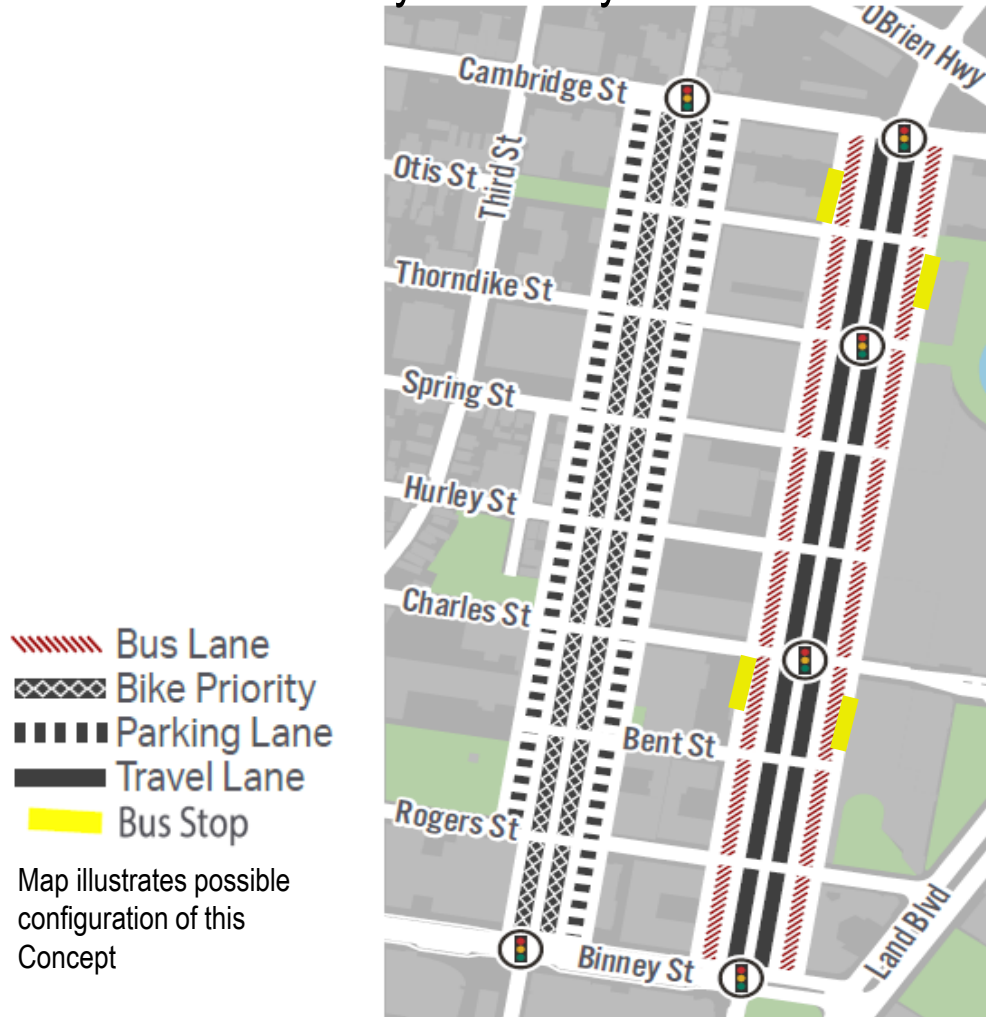 OBrien Hwy
Cambridge St
Third St
Otis St
Thorndike St
Spring St
Hurley St
Charles St
Bent St
Rogers St
Binney St
Land Blvd
Bus Lane
Bike Priority
Parking Lane
Travel Lane
Bus Stop
Map illustrates possible
configuration of this
Concept